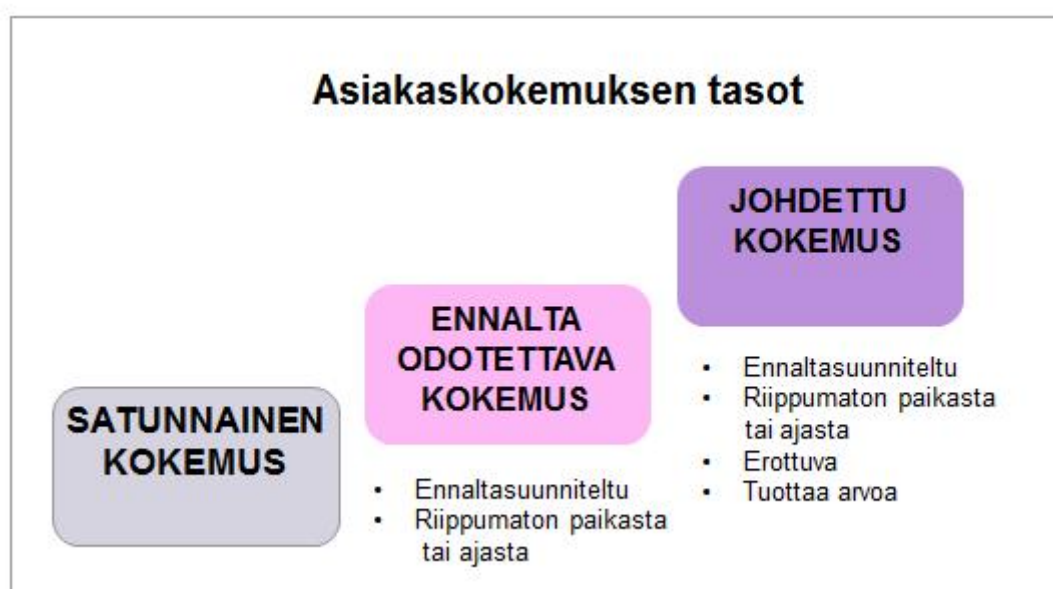 Asiakaskokemuksen tasot
SATUNNAINEN
KOKEMUS
ENNALTA
ODOTETTAVA
KOKEMUS
• Ennaltasuunniteltu
• Riippumaton paikasta
tai ajasta
JOHDETTU
KOKEMUS
• Ennaltasuunniteltu
• Riippumaton paikasta
tai ajasta
• Erottuva
• Tuottaa arvoa